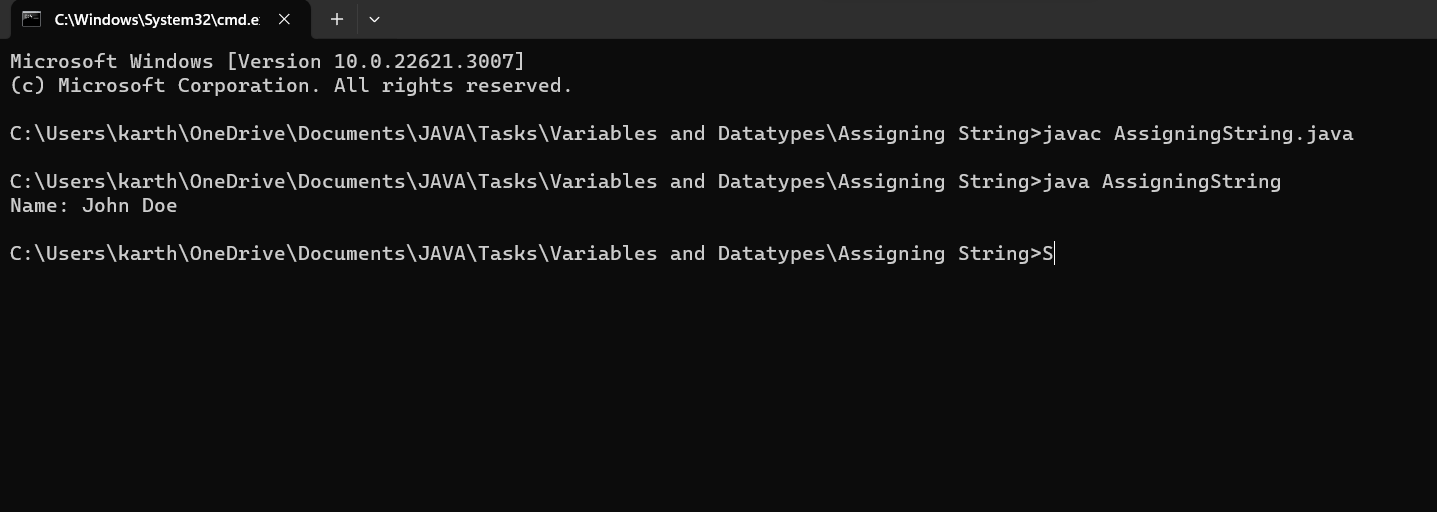 C:\Windows\System32\cmd.e
Microsoft Windows [Version 10.0.22621.3007]
(c) Microsoft Corporation. All rights reserved.
C:\Users\karth\OneDrive\Documents\JAVA\Tasks\Variables and Datatypes\Assigning String>javac AssigningString.java
C:\Users\karth\OneDrive\Documents\JAVA\Tasks\Variables and Datatypes\Assigning String>java AssigningString
Name: John Doe
C:\Users\karth\OneDrive\Documents\JAVA\Tasks\Variables and Datatypes\Assigning String>S